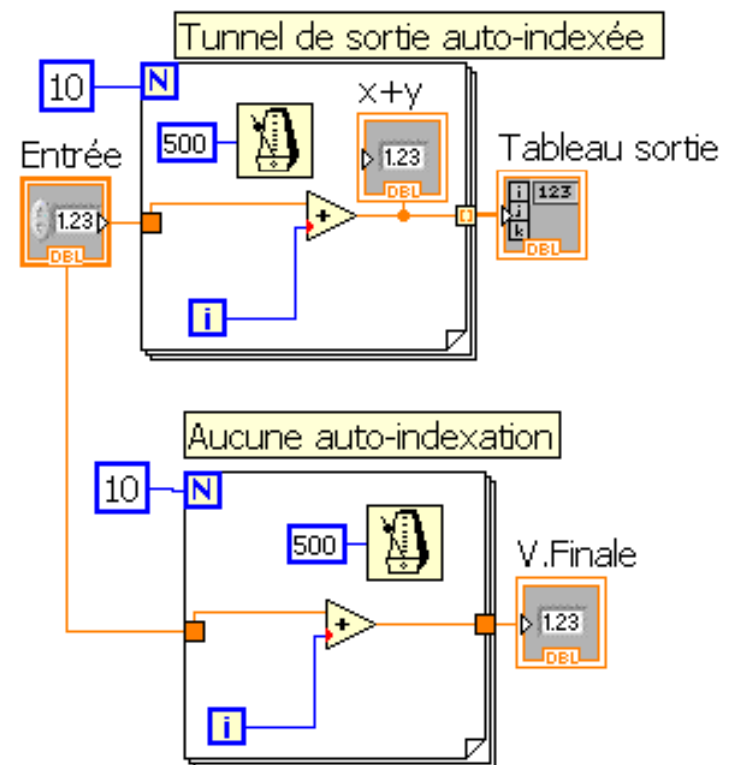 Tunnel de sortie auto-indexée
10
N
x+y
500
1.23
DBL
Entrée
1.23
DBL
Tableau sortie
i
j
k
123
DBL
+
i
Aucune auto-indexation
10
N
500
V.Finale
1.23
DBL
+
i